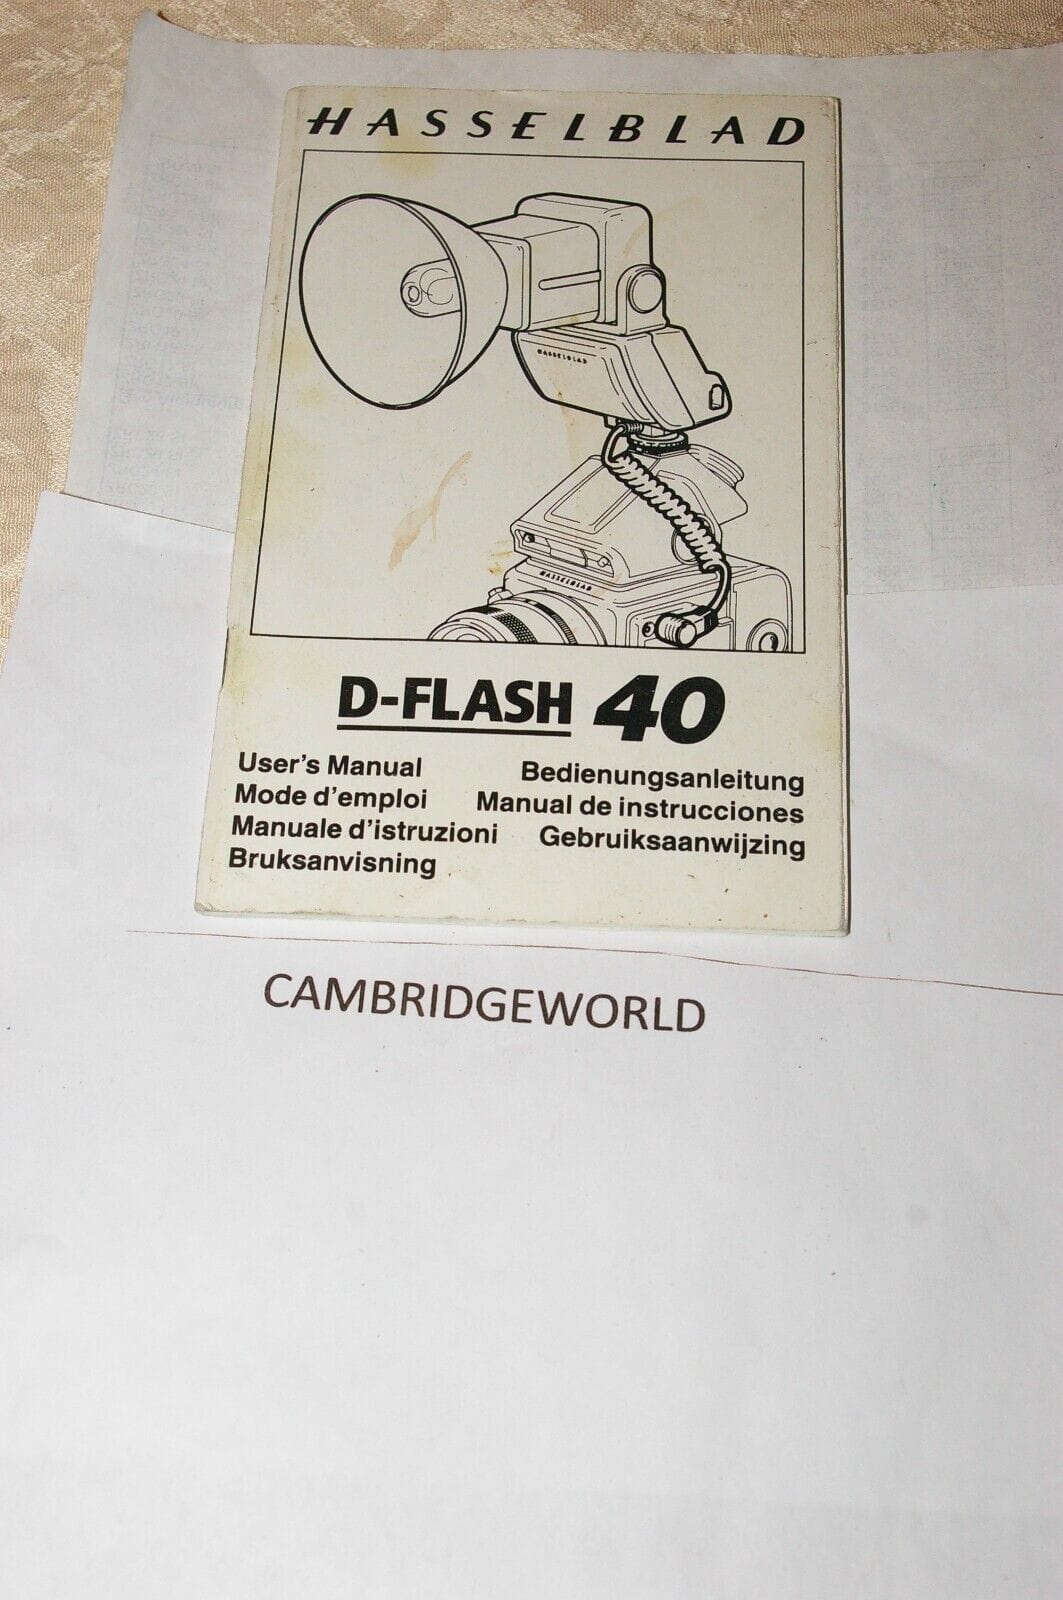 HASSELBLAD
HASSELBLAD
HASSELBLAD
D-FLASH 40
User's Manual Bedienungsanleitung
Mode d'emploi Manual de instrucciones
Manuale d'istruzioni Gebruiksaanwijzing
Bruksanvisning
CAMBRIDGEWORLD